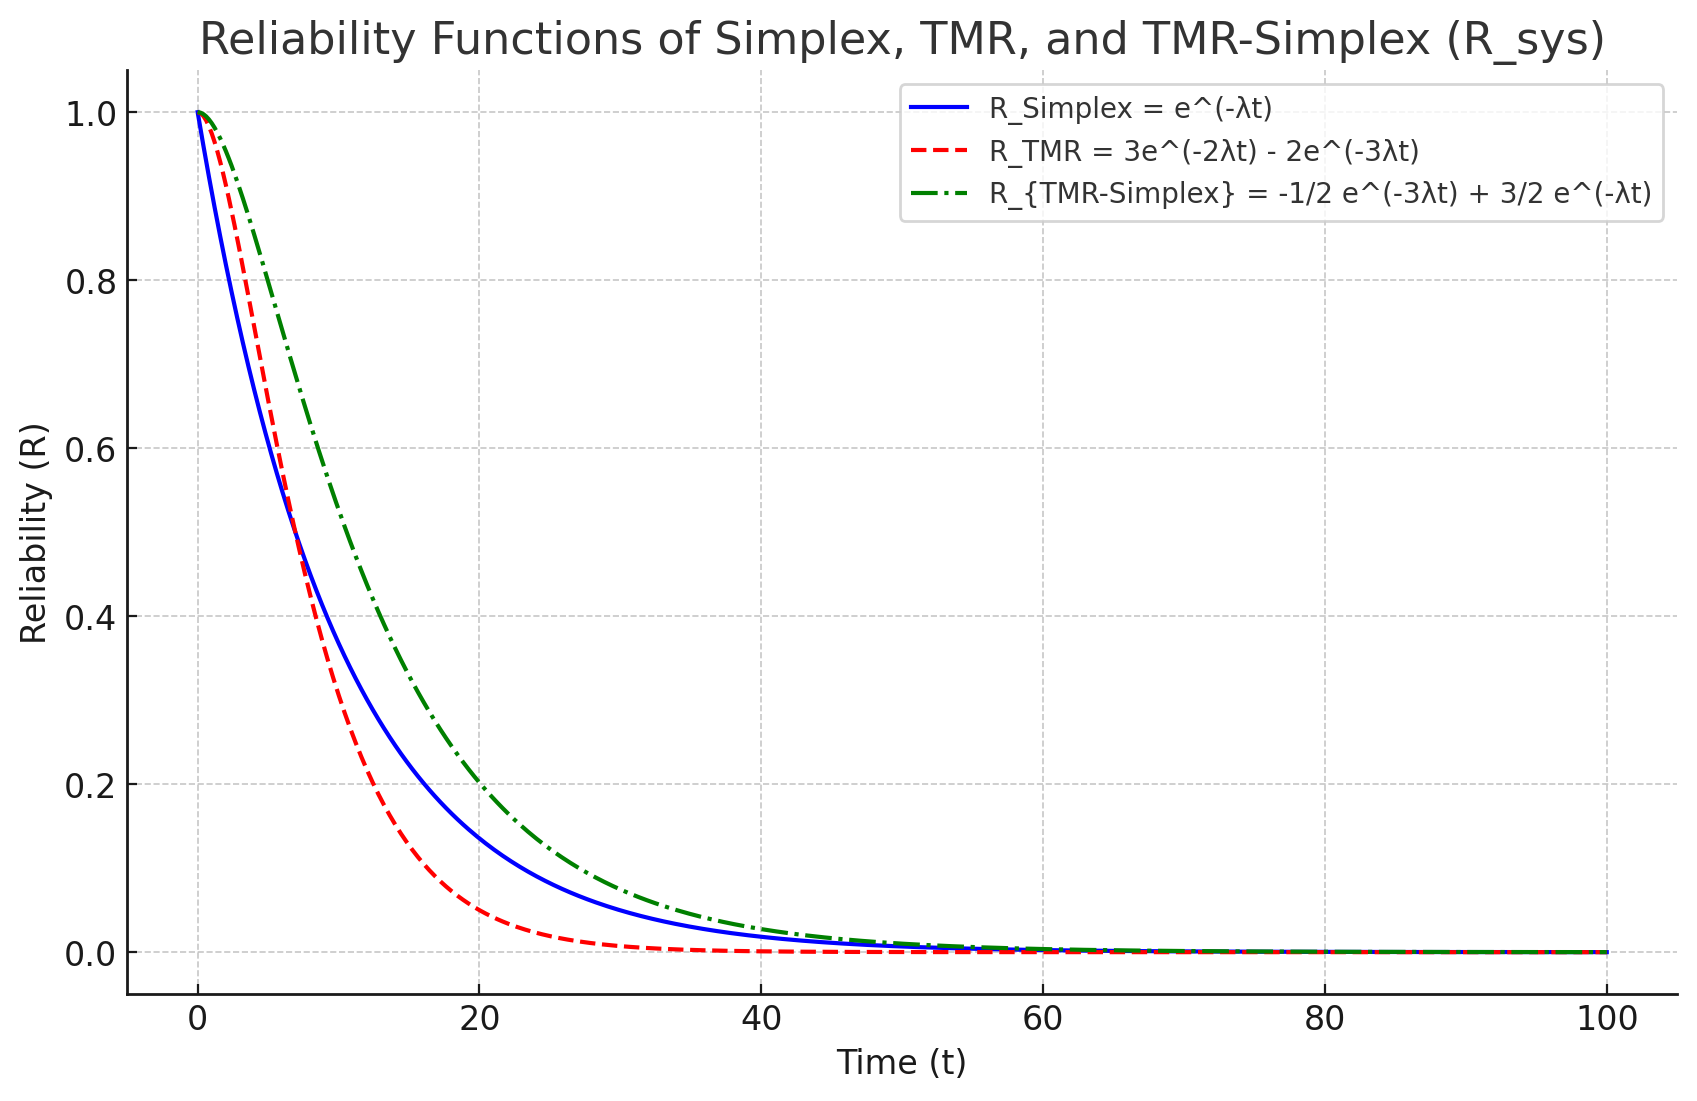 Reliability Functions of Simplex, TMR, and TMR-Simplex (R_sys)
R_Simplex = e^(-λt)
R_TMR = 3e^(-2λt) - 2e^(-3λt)
R_{TMR-Simplex} = -1/2 e^(-3λt) + 3/2 e^(-λt)
Reliability (R)
1.0
0.8
0.6
0.4
0.2
0.0
0 20 40 60 80 100
Time (t)